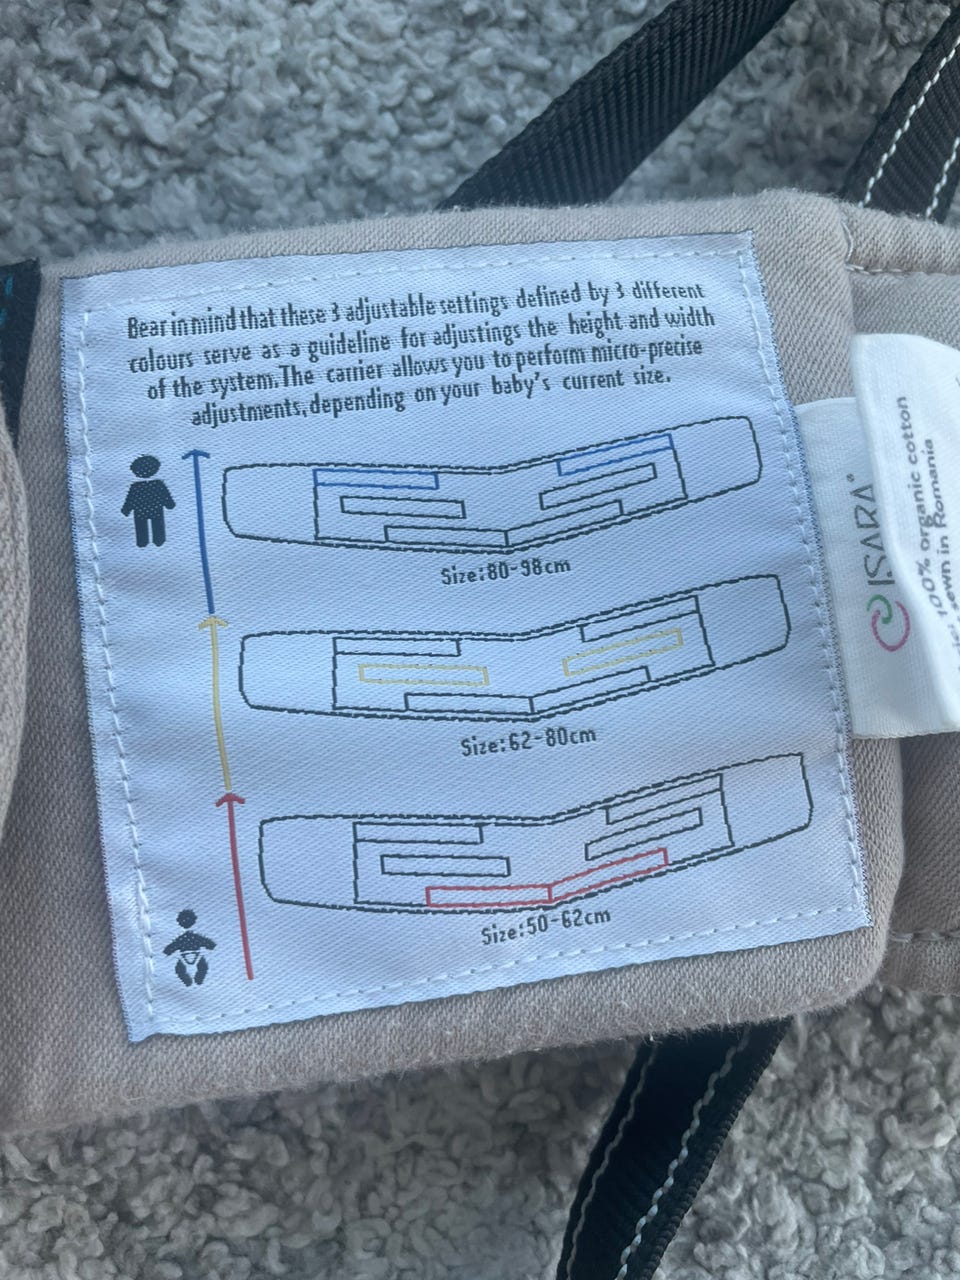 Bear in mind that these 3 adjustable settings defined by 3 different
colours serve as a guideline for adjustings the height and width
of the system.The carrier allows you to perform micro-precise
adjustments,depending on your baby's current size.
Size:80-98cm
Size:62-80cm
Size:50-62cm
ISARA®
100% organic cotton
sewn in Romania